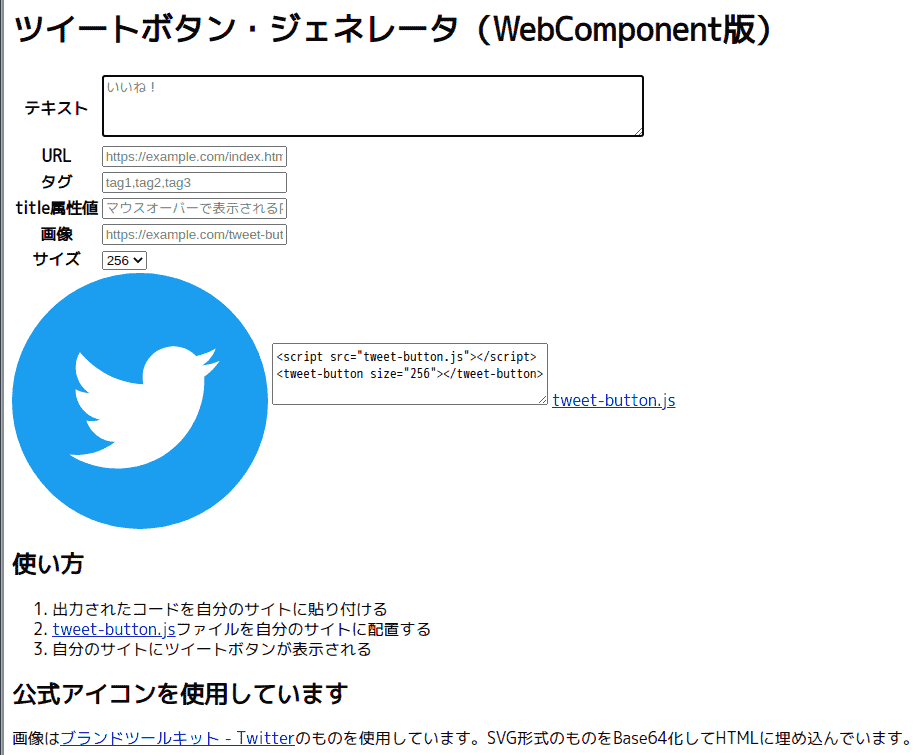 ツイートボタン・ジェネレータ（WebComponent版）
テキスト
いいね！
URL
https://example.com/index.htm
タグ
tag1,tag2,tag3
title属性値
マウスオーバーで表示される
画像
https://example.com/tweet-but
サイズ
256
<script src="tweet-button.js"></script>
<tweet-button size="256"></tweet-button>
tweet-button.js
使い方
1. 出力されたコードを自分のサイトに貼り付ける
2. tweet-button.jsファイルを自分のサイトに配置する
3. 自分のサイトにツイートボタンが表示される
公式アイコンを使用しています
画像はブランドツールキット - Twitterのものを使用しています。SVG形式のものをBase64化してHTMLに埋め込んでいます。